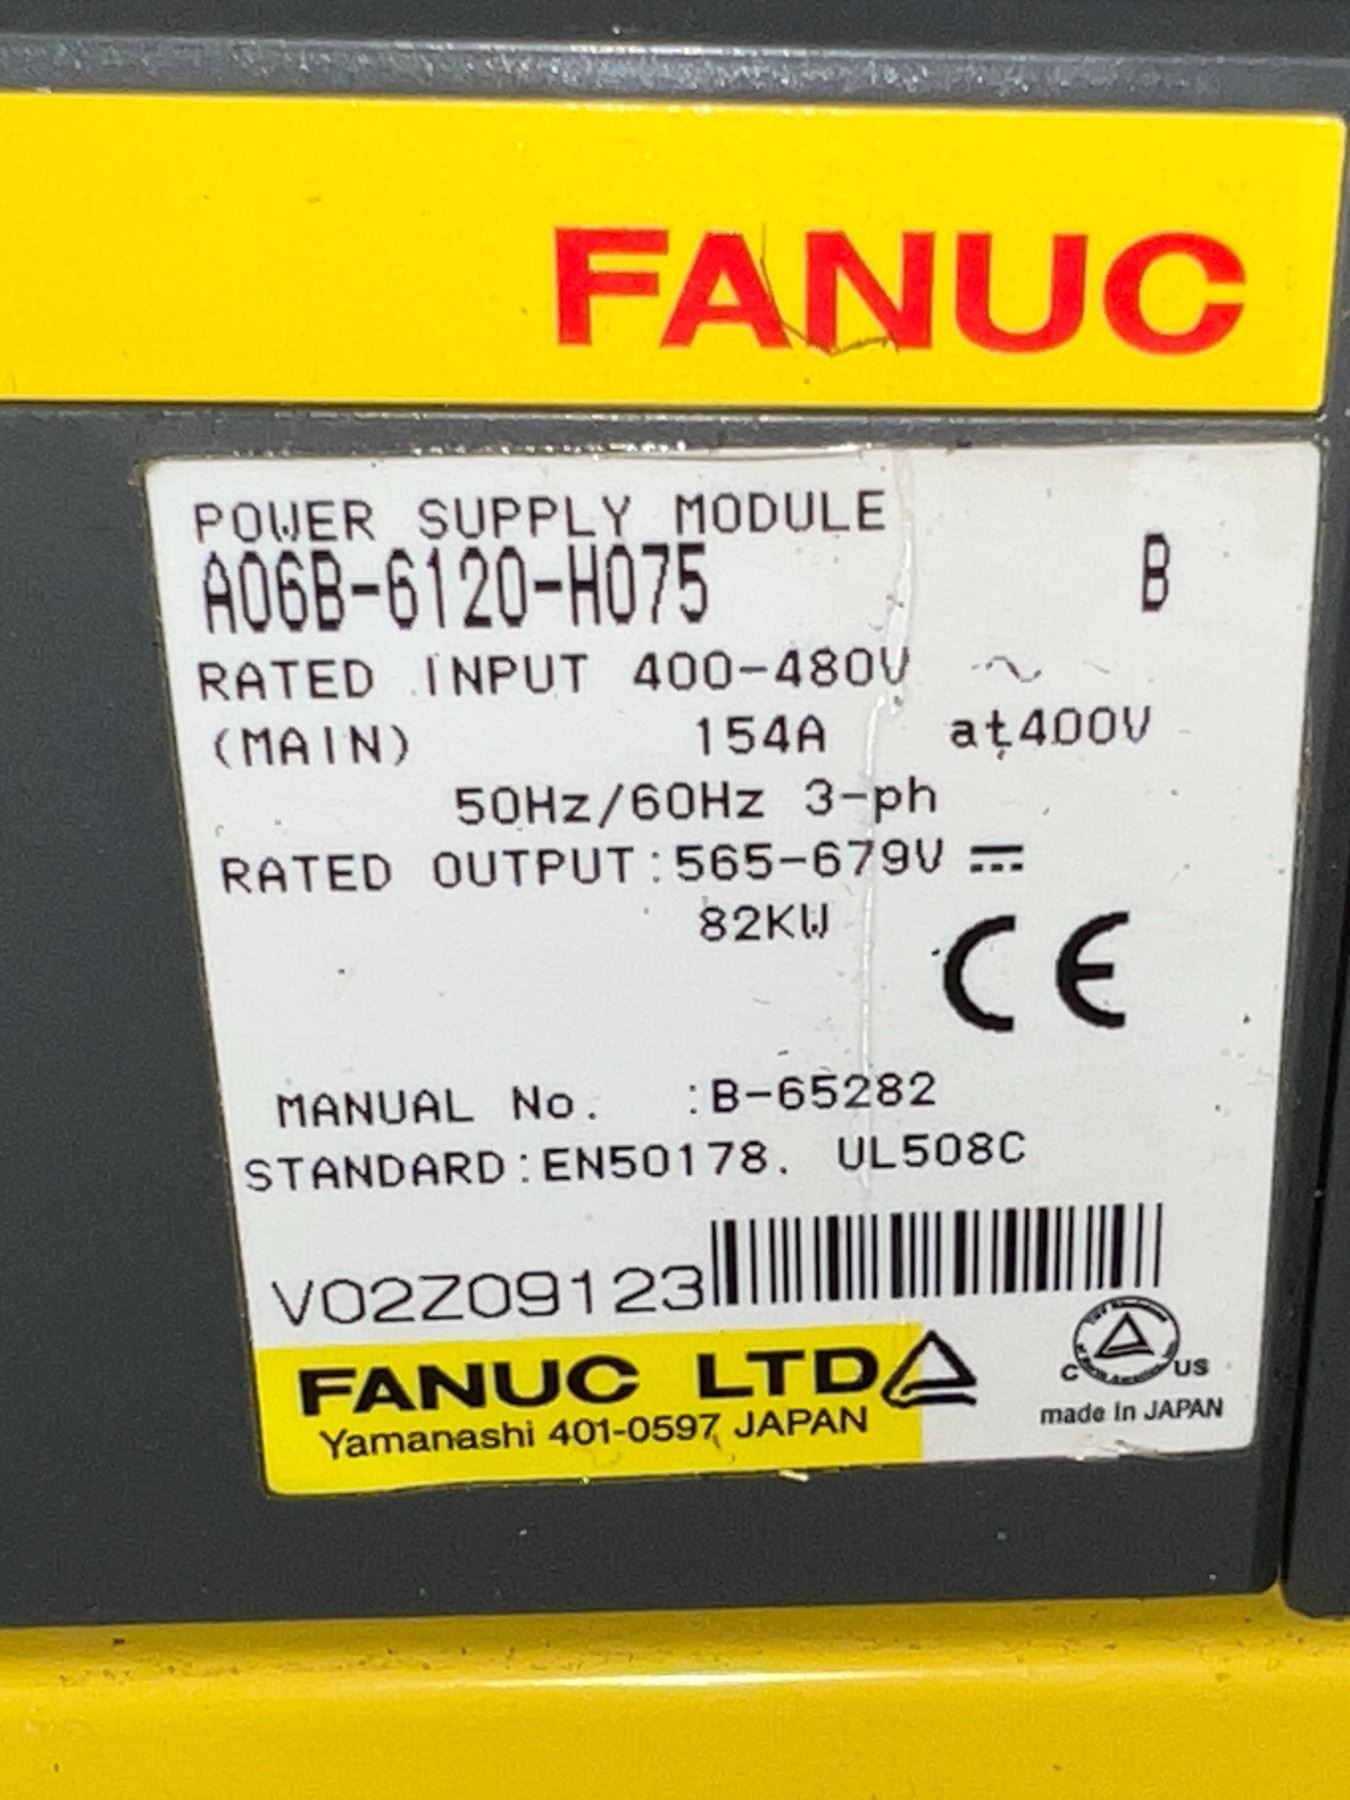 FANUC
POWER SUPPLY MODULE
A06B-6120-H075 B
RATED INPUT 400-480V ~
(MAIN) 154A at 400V
50Hz/60Hz 3-ph
RATED OUTPUT:565-679V ⎓
82KW
CE
MANUAL No. :B-65282
STANDARD:EN50178. UL508C
V02Z09123
FANUC LTD
Yamanashi 401-0597 JAPAN
C US
made in JAPAN